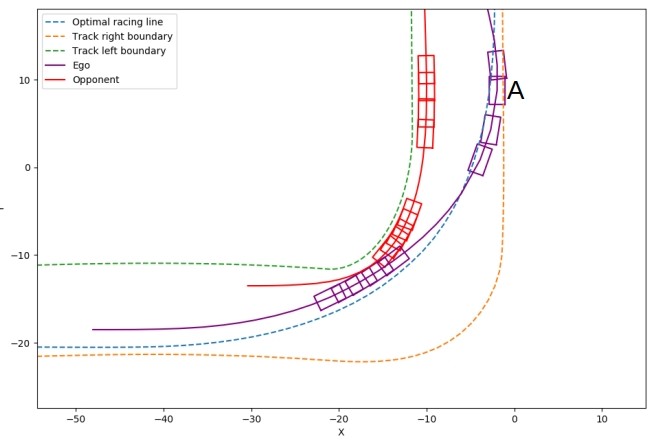 Optimal racing line
Track right boundary
Track left boundary
Ego
Opponent
A
10
0
−10
−20
−50
−40
−30
−20
−10
0
10
X